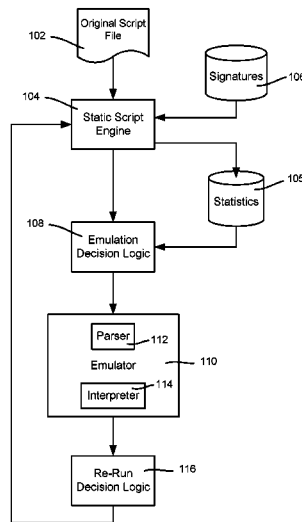 Original Script
File
102
Signatures
106
104
Static Script
Engine
105
Statistics
108
Emulation
Decision Logic
Parser
112
Emulator
110
114
Interpreter
Re-Run
Decision Logic
116